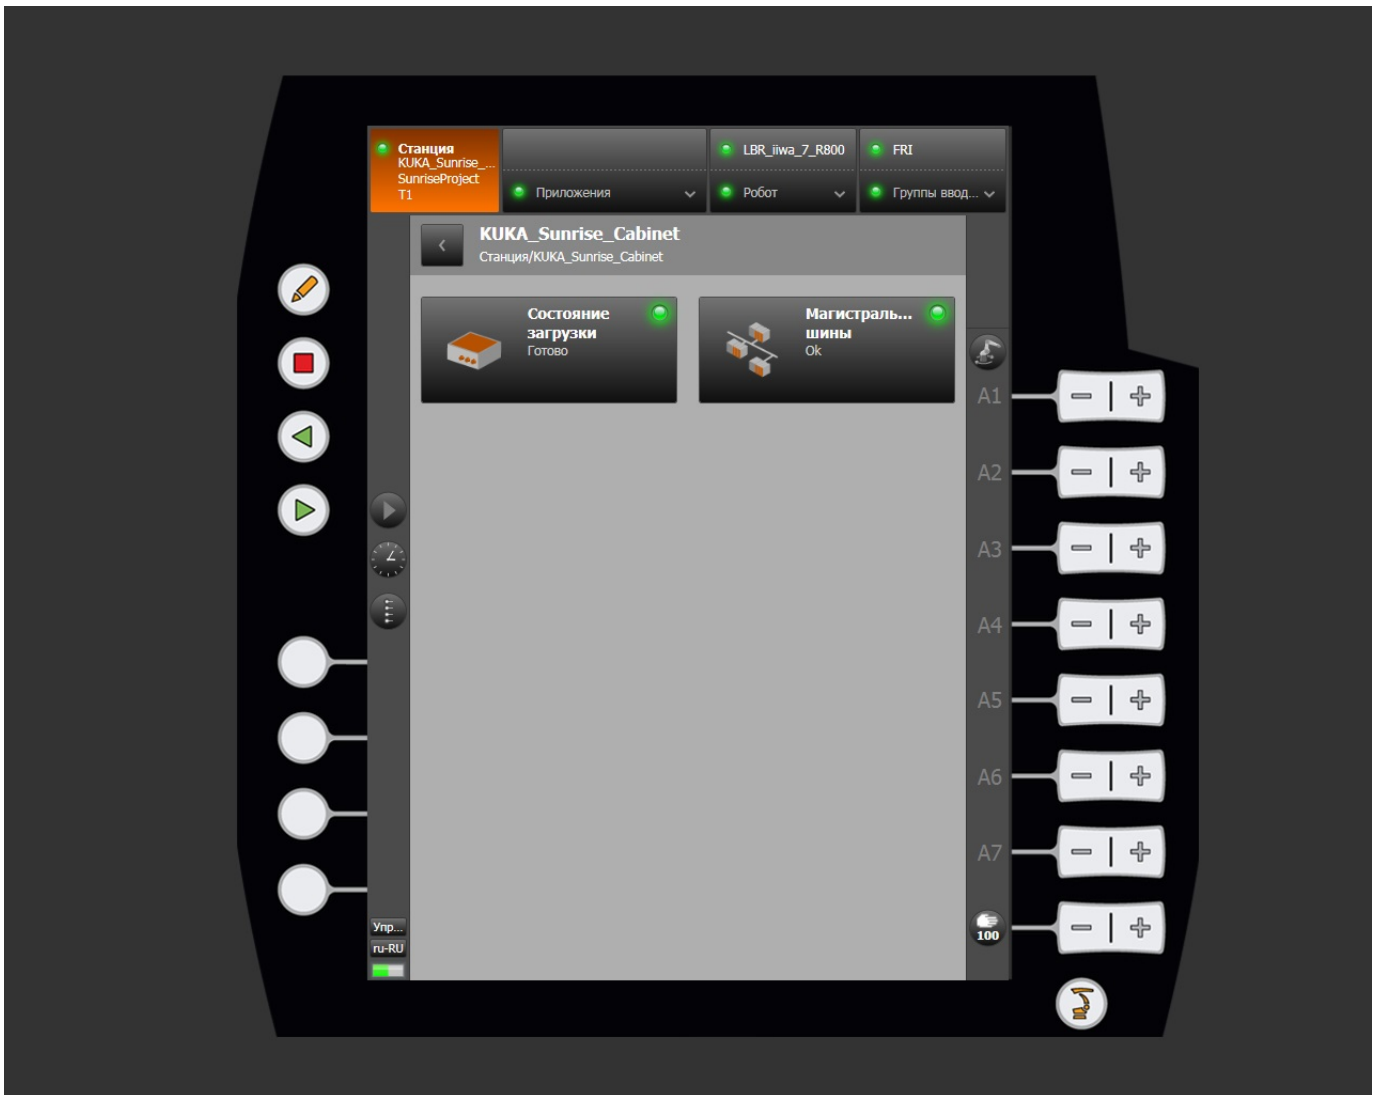 Станция
KUKA_Sunrise_...
SunriseProject
T1
Приложения
LBR_iiwa_7_R800
Робот
FRI
Группы ввод...
KUKA_Sunrise_Cabinet
Станция/KUKA_Sunrise_Cabinet
Состояние
загрузки
Готово
Магистраль...
шины
Ok
A1
A2
A3
A4
A5
A6
A7
100
Упр...
ru-RU